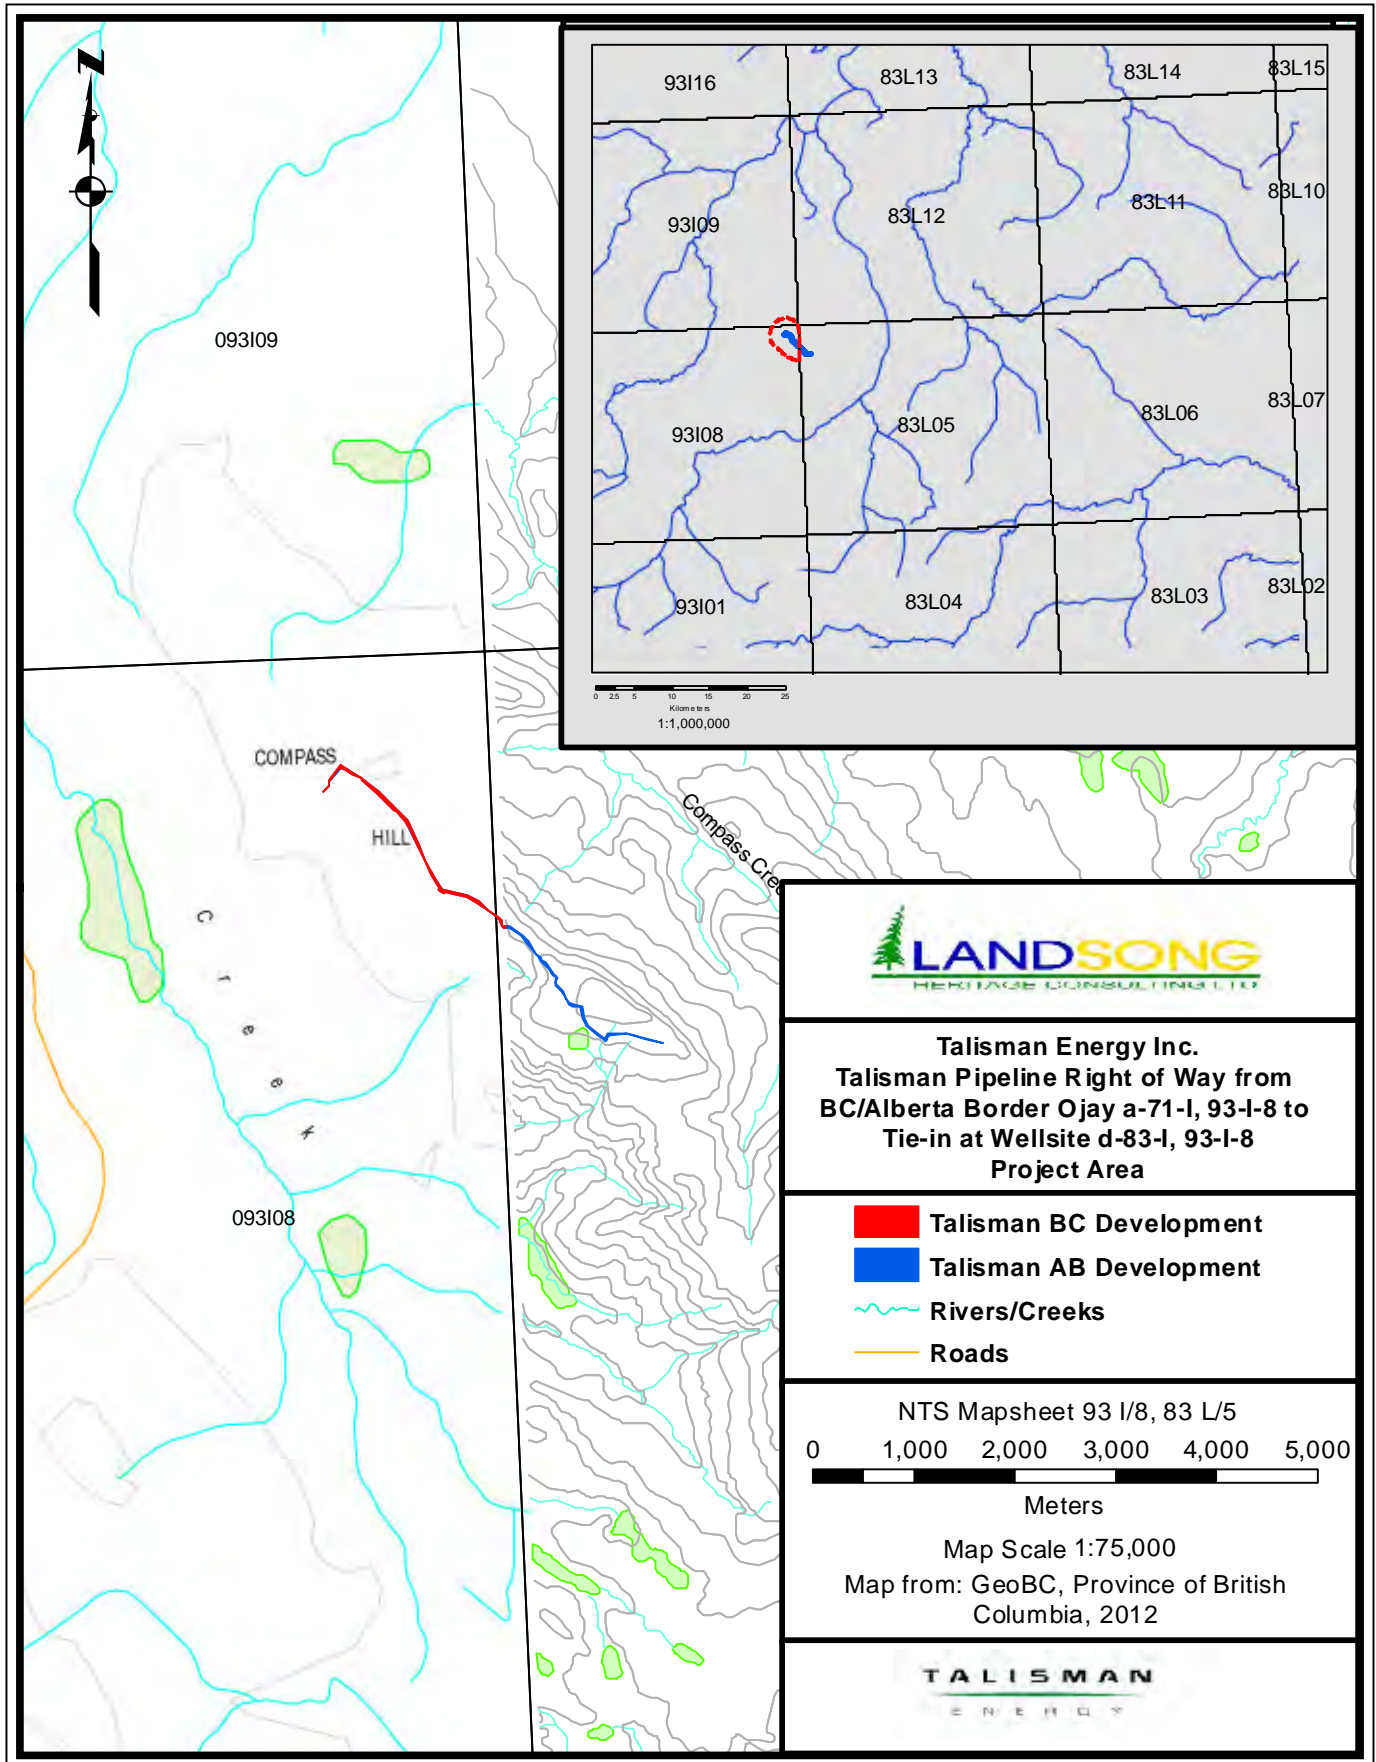 N
93I16
83L13
83L14
83L15
93I09
83L12
83L11
83L10
93I08
83L05
83L06
83L07
93I01
83L04
83L03
83L02
0 2.5 5 10 15 20 25
Kilometers
1:1,000,000
093I09
COMPASS
HILL
Compass Cree
Creek
093I08
LANDSONG
HERITAGE CONSULTING LTD
Talisman Energy Inc.
Talisman Pipeline Right of Way from
BC/Alberta Border Ojay a-71-I, 93-I-8 to
Tie-in at Wellsite d-83-I, 93-I-8
Project Area
Talisman BC Development
Talisman AB Development
Rivers/Creeks
Roads
NTS Mapsheet 93 I/8, 83 L/5
0 1,000 2,000 3,000 4,000 5,000
Meters
Map Scale 1:75,000
Map from: GeoBC, Province of British
Columbia, 2012
TALISMAN
ENERGY